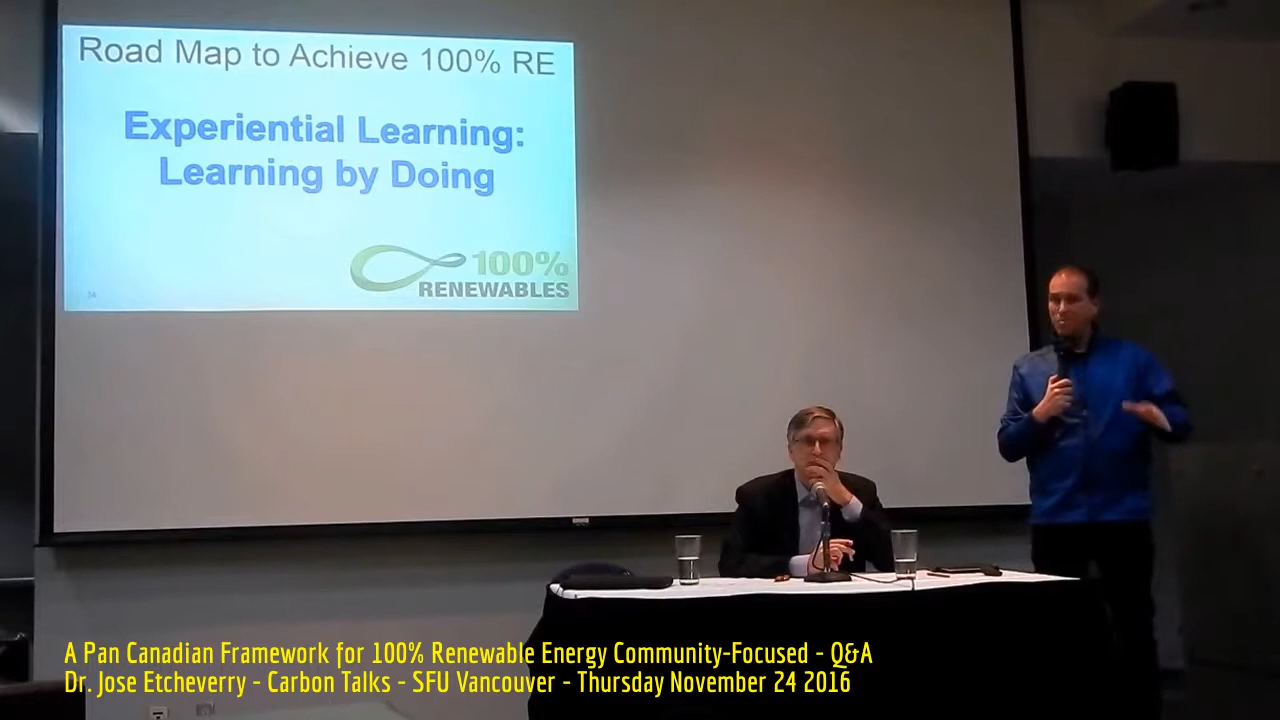 Road Map to Achieve 100% RE
Experiential Learning:
Learning by Doing
100%
RENEWABLES
34
A Pan Canadian Framework for 100% Renewable Energy Community-Focused - Q&A
Dr. Jose Etcheverry - Carbon Talks - SFU Vancouver - Thursday November 24 2016